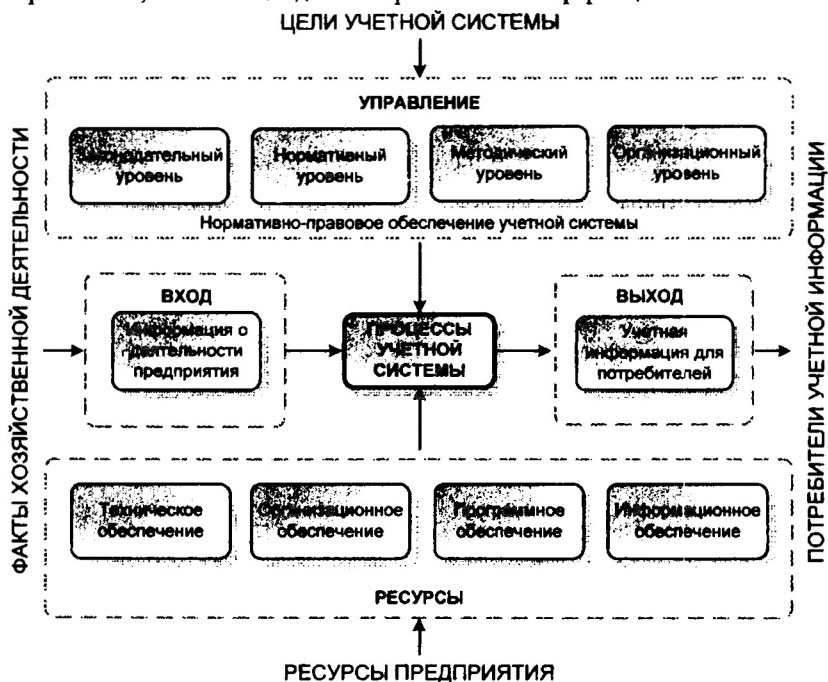 ЦЕЛИ УЧЕТНОЙ СИСТЕМЫ
УПРАВЛЕНИЕ
Законодательный
уровень
Нормативный
уровень
Методический
уровень
Организационный
уровень
Нормативно-правовое обеспечение учетной системы
ФАКТЫ ХОЗЯЙСТВЕННОЙ ДЕЯТЕЛЬНОСТИ
ВХОД
Информация о
деятельности
предприятия
ПРОЦЕССЫ
УЧЕТНОЙ
СИСТЕМЫ
ВЫХОД
Учетная
информация для
потребителей
ПОТРЕБИТЕЛИ УЧЕТНОЙ ИНФОРМАЦИИ
Техническое
обеспечение
Организационное
обеспечение
Программное
обеспечение
Информационное
обеспечение
РЕСУРСЫ
РЕСУРСЫ ПРЕДПРИЯТИЯ